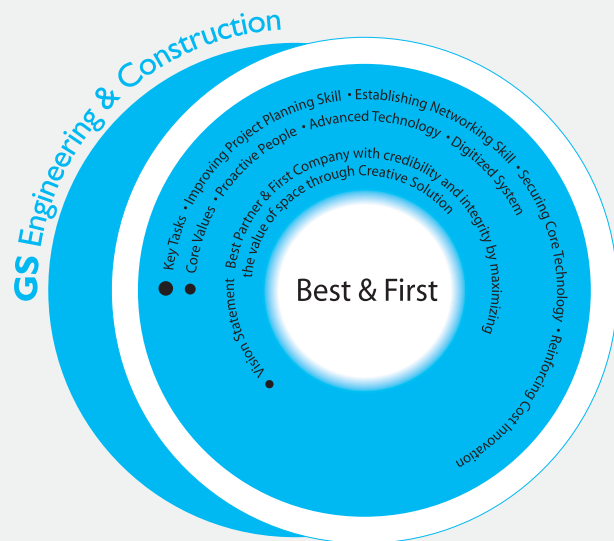 GS Engineering & Construction
Key Tasks • Improving Project Planning Skill • Establishing Networking Skill • Securing Core Technology • Reinforcing Cost Innovation
Core Values • Proactive People • Advanced Technology • Digitized System
Vision Statement Best Partner & First Company with credibility and integrity by maximizing
the value of space through Creative Solution
Best & First